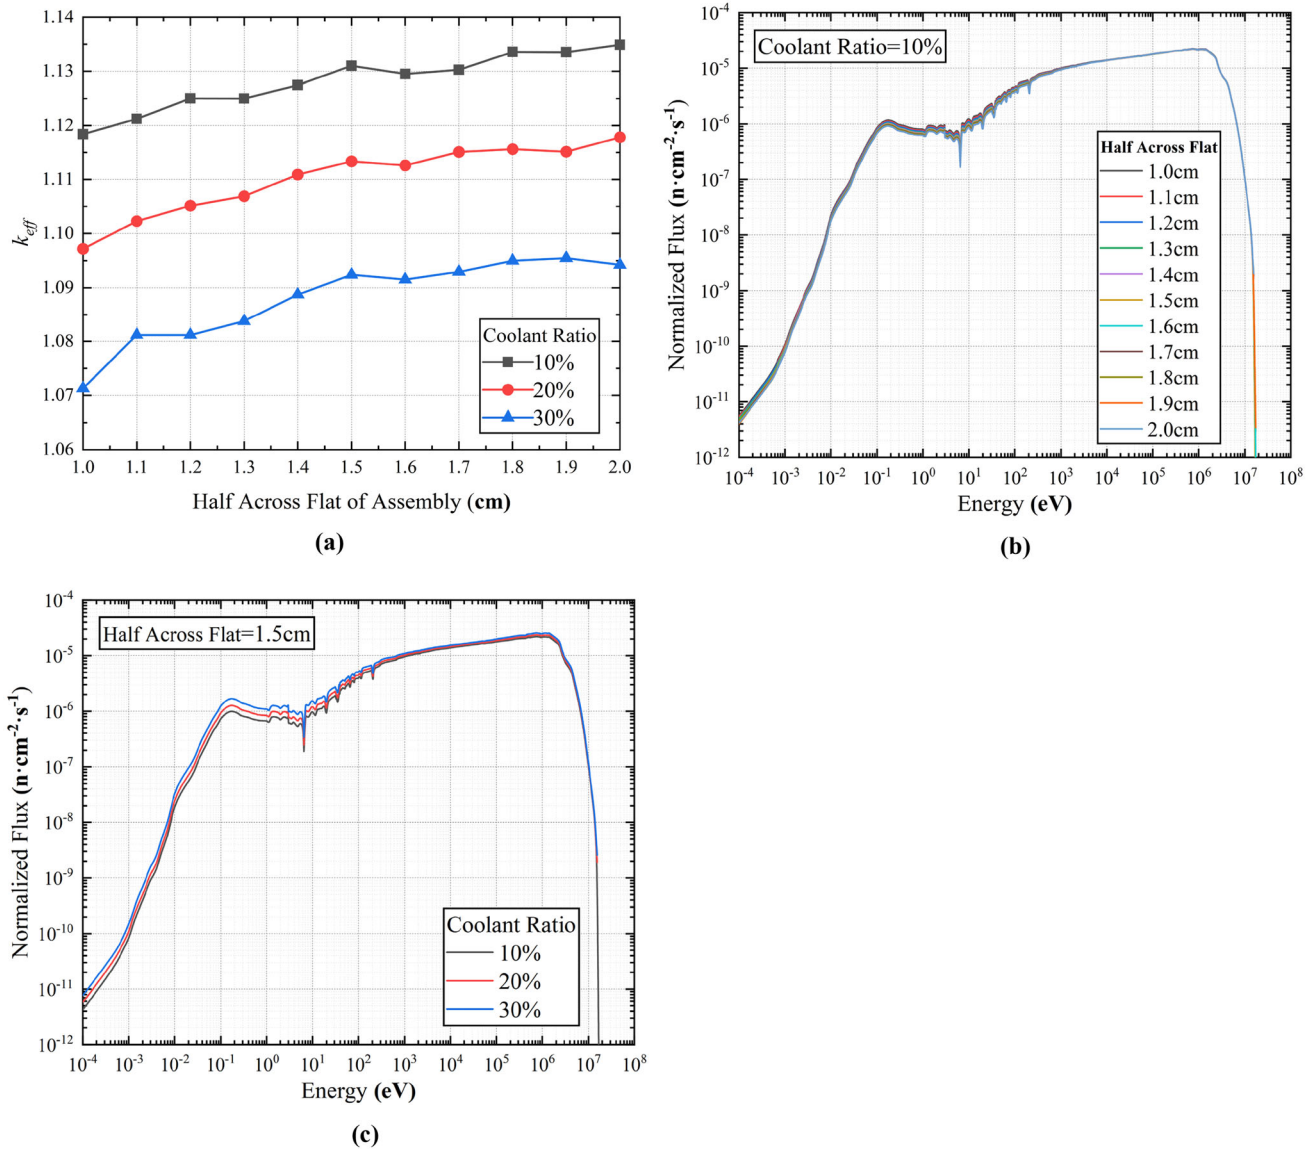 1.14
1.13
1.12
1.11
1.10
1.09
1.08
1.07
1.06
k_eff
Coolant Ratio
10%
20%
30%
1.0 1.1 1.2 1.3 1.4 1.5 1.6 1.7 1.8 1.9 2.0
Half Across Flat of Assembly (cm)
(a)
10⁻⁴
10⁻⁵
10⁻⁶
10⁻⁷
10⁻⁸
10⁻⁹
10⁻¹⁰
10⁻¹¹
10⁻¹²
Normalized Flux (n·cm⁻²·s⁻¹)
Coolant Ratio=10%
Half Across Flat
1.0cm
1.1cm
1.2cm
1.3cm
1.4cm
1.5cm
1.6cm
1.7cm
1.8cm
1.9cm
2.0cm
10⁻⁴ 10⁻³ 10⁻² 10⁻¹ 10⁰ 10¹ 10² 10³ 10⁴ 10⁵ 10⁶ 10⁷ 10⁸
Energy (eV)
(b)
10⁻⁴
10⁻⁵
10⁻⁶
10⁻⁷
10⁻⁸
10⁻⁹
10⁻¹⁰
10⁻¹¹
10⁻¹²
Normalized Flux (n·cm⁻²·s⁻¹)
Half Across Flat=1.5cm
Coolant Ratio
10%
20%
30%
10⁻⁴ 10⁻³ 10⁻² 10⁻¹ 10⁰ 10¹ 10² 10³ 10⁴ 10⁵ 10⁶ 10⁷ 10⁸
Energy (eV)
(c)